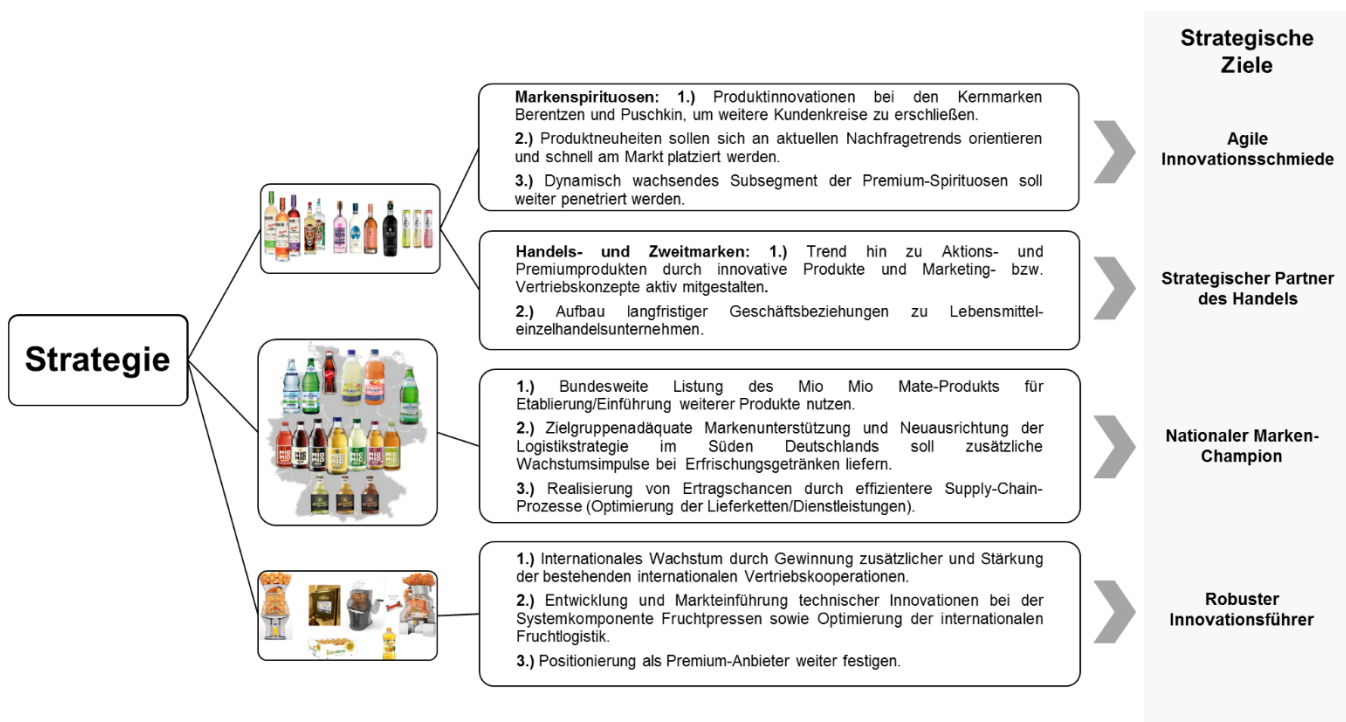 Strategische
Ziele
Strategie
Markenspirituosen: 1.) Produktinnovationen bei den Kernmarken
Berentzen und Puschkin, um weitere Kundenkreise zu erschließen.
2.) Produktneuheiten sollen sich an aktuellen Nachfragetrends orientieren
und schnell am Markt platziert werden.
3.) Dynamisch wachsendes Subsegment der Premium-Spirituosen soll
weiter penetriert werden.
Agile
Innovationsschmiede
Handels- und Zweitmarken: 1.) Trend hin zu Aktions- und
Premiumprodukten durch innovative Produkte und Marketing- bzw.
Vertriebskonzepte aktiv mitgestalten.
2.) Aufbau langfristiger Geschäftsbeziehungen zu Lebensmittel-
einzelhandelsunternehmen.
Strategischer Partner
des Handels
1.) Bundesweite Listung des Mio Mio Mate-Produkts für
Etablierung/Einführung weiterer Produkte nutzen.
2.) Zielgruppenadäquate Markenunterstützung und Neuausrichtung der
Logistikstrategie im Süden Deutschlands soll zusätzliche
Wachstumsimpulse bei Erfrischungsgetränken liefern.
3.) Realisierung von Ertragschancen durch effizientere Supply-Chain-
Prozesse (Optimierung der Lieferketten/Dienstleistungen).
Nationaler Marken-
Champion
1.) Internationales Wachstum durch Gewinnung zusätzlicher und Stärkung
der bestehenden internationalen Vertriebskooperationen.
2.) Entwicklung und Markteinführung technischer Innovationen bei der
Systemkomponente Fruchtpressen sowie Optimierung der internationalen
Fruchtlogistik.
3.) Positionierung als Premium-Anbieter weiter festigen.
Robuster
Innovationsführer